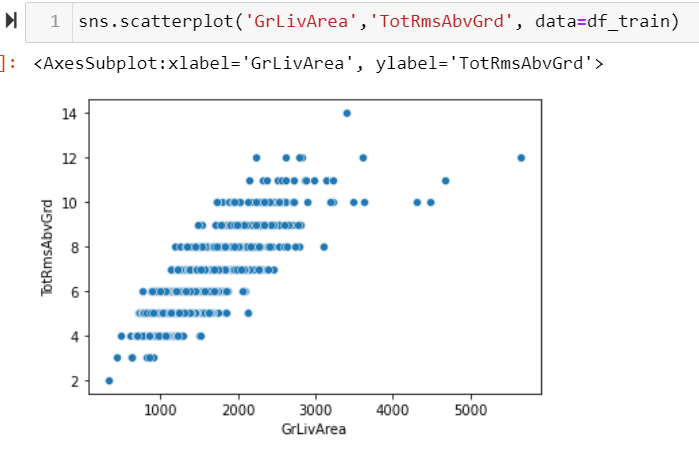 1 sns.scatterplot('GrLivArea','TotRmsAbvGrd', data=df_train)
]: <AxesSubplot:xlabel='GrLivArea', ylabel='TotRmsAbvGrd'>
14
12
10
8
6
4
2
TotRmsAbvGrd
1000 2000 3000 4000 5000
GrLivArea